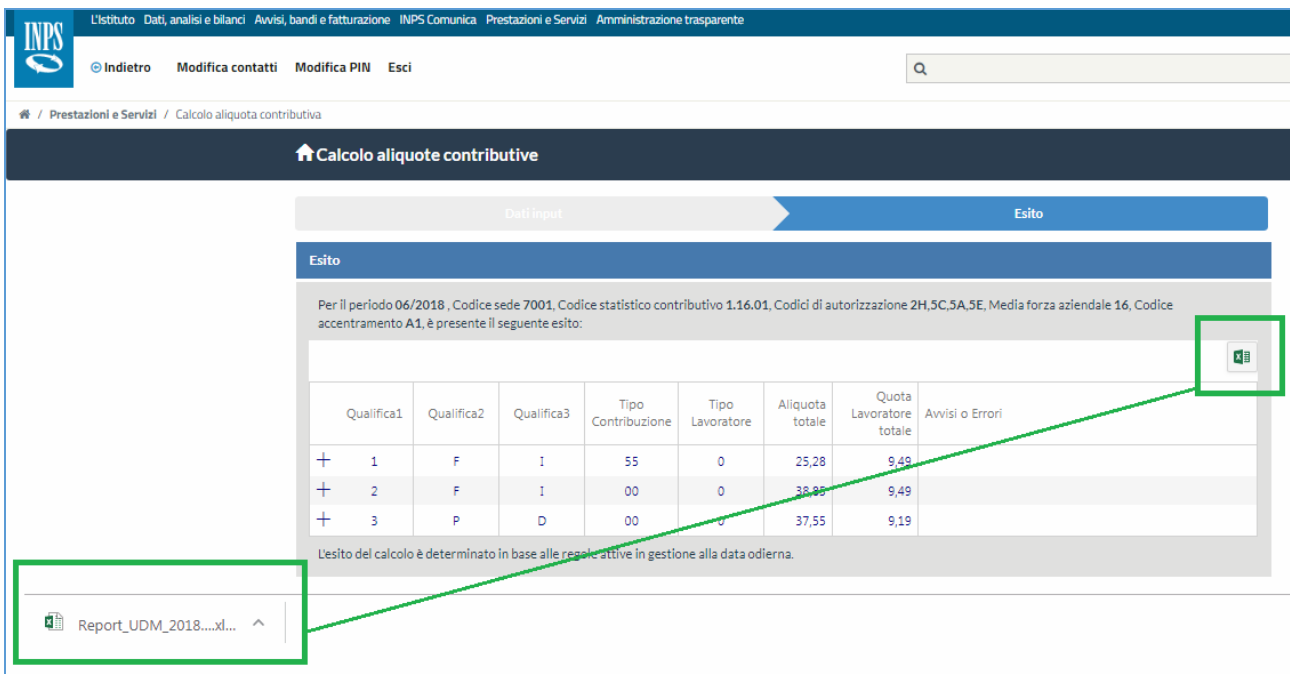 L'Istituto Dati, analisi e bilanci Avvisi, bandi e fatturazione INPS Comunica Prestazioni e Servizi Amministrazione trasparente
INPS
Indietro Modifica contatti Modifica PIN Esci
/ Prestazioni e Servizi / Calcolo aliquota contributiva
Calcolo aliquote contributive
Dati input Esito
Esito
Per il periodo 06/2018 , Codice sede 7001, Codice statistico contributivo 1.16.01, Codici di autorizzazione 2H,5C,5A,5E, Media forza aziendale 16, Codice
accentramento A1, è presente il seguente esito:
Qualifica1 Qualifica2 Qualifica3 Tipo Contribuzione Tipo Lavoratore Aliquota totale Quota Lavoratore totale Avvisi o Errori
+ 1 F I 55 0 25,28 9,49
+ 2 F I 00 0 38,85 9,49
+ 3 P D 00 0 37,55 9,19
L'esito del calcolo è determinato in base alle regole attive in gestione alla data odierna.
Report_UDM_2018....xl...